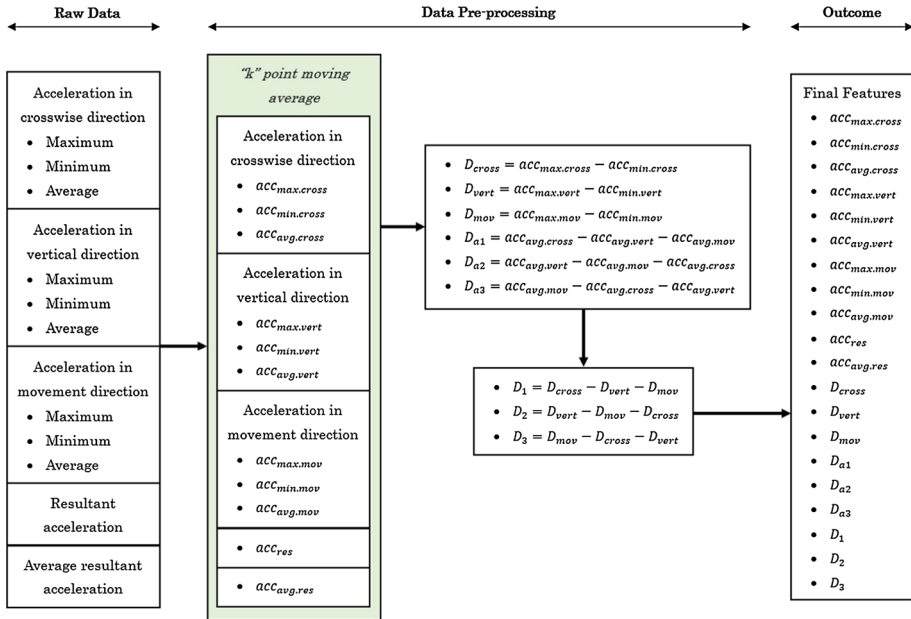 Raw Data
Data Pre-processing
Outcome
Acceleration in
crosswise direction
• Maximum
• Minimum
• Average
Acceleration in
vertical direction
• Maximum
• Minimum
• Average
Acceleration in
movement direction
• Maximum
• Minimum
• Average
Resultant
acceleration
Average resultant
acceleration
“k” point moving
average
Acceleration in
crosswise direction
• acc_max.cross
• acc_min.cross
• acc_avg.cross
Acceleration in
vertical direction
• acc_max.vert
• acc_min.vert
• acc_avg.vert
Acceleration in
movement direction
• acc_max.mov
• acc_min.mov
• acc_avg.mov
• acc_res
• acc_avg.res
• D_cross = acc_max.cross − acc_min.cross
• D_vert = acc_max.vert − acc_min.vert
• D_mov = acc_max.mov − acc_min.mov
• D_a1 = acc_avg.cross − acc_avg.vert − acc_avg.mov
• D_a2 = acc_avg.vert − acc_avg.mov − acc_avg.cross
• D_a3 = acc_avg.mov − acc_avg.cross − acc_avg.vert
• D_1 = D_cross − D_vert − D_mov
• D_2 = D_vert − D_mov − D_cross
• D_3 = D_mov − D_cross − D_vert
Final Features
• acc_max.cross
• acc_min.cross
• acc_avg.cross
• acc_max.vert
• acc_min.vert
• acc_avg.vert
• acc_max.mov
• acc_min.mov
• acc_avg.mov
• acc_res
• acc_avg.res
• D_cross
• D_vert
• D_mov
• D_a1
• D_a2
• D_a3
• D_1
• D_2
• D_3